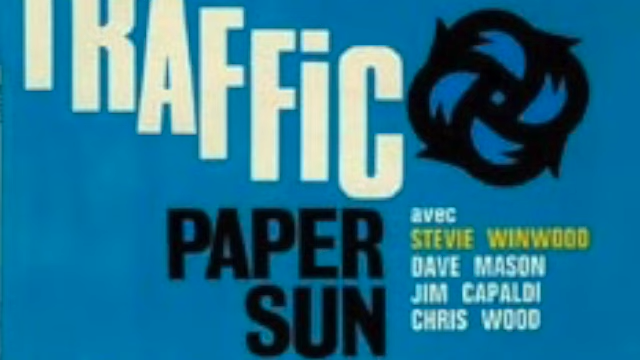 TRAFFiC
PAPER
SUN
avec
STEVIE WINWOOD
DAVE MASON
JIM CAPALDI
CHRIS WOOD